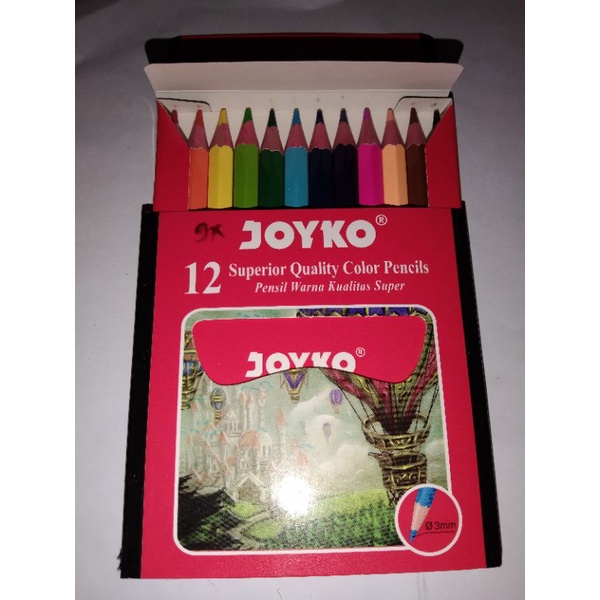 9x
JOYKO®
12 Superior Quality Color Pencils
Pensil Warna Kualitas Super
JOYKO®
Ø 3mm